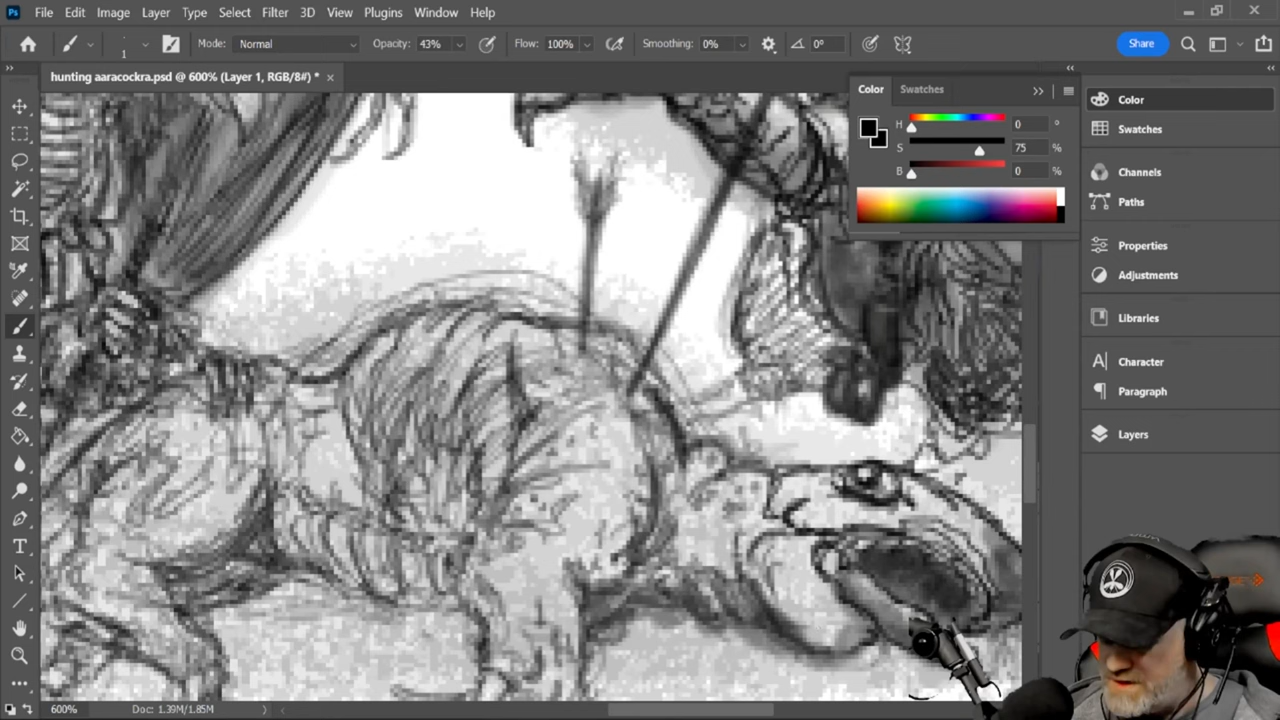 Ps File Edit Image Layer Type Select Filter 3D View Plugins Window Help
1 Mode: Normal Opacity: 43% Flow: 100% Smoothing: 0% 0° Share
hunting aaracockra.psd @ 600% (Layer 1, RGB/8#) *
Color Swatches
H 0 °
S 75 %
B 0 %
Color
Swatches
Channels
Paths
Properties
Adjustments
Libraries
Character
Paragraph
Layers
600% Doc: 1.39M/1.85M